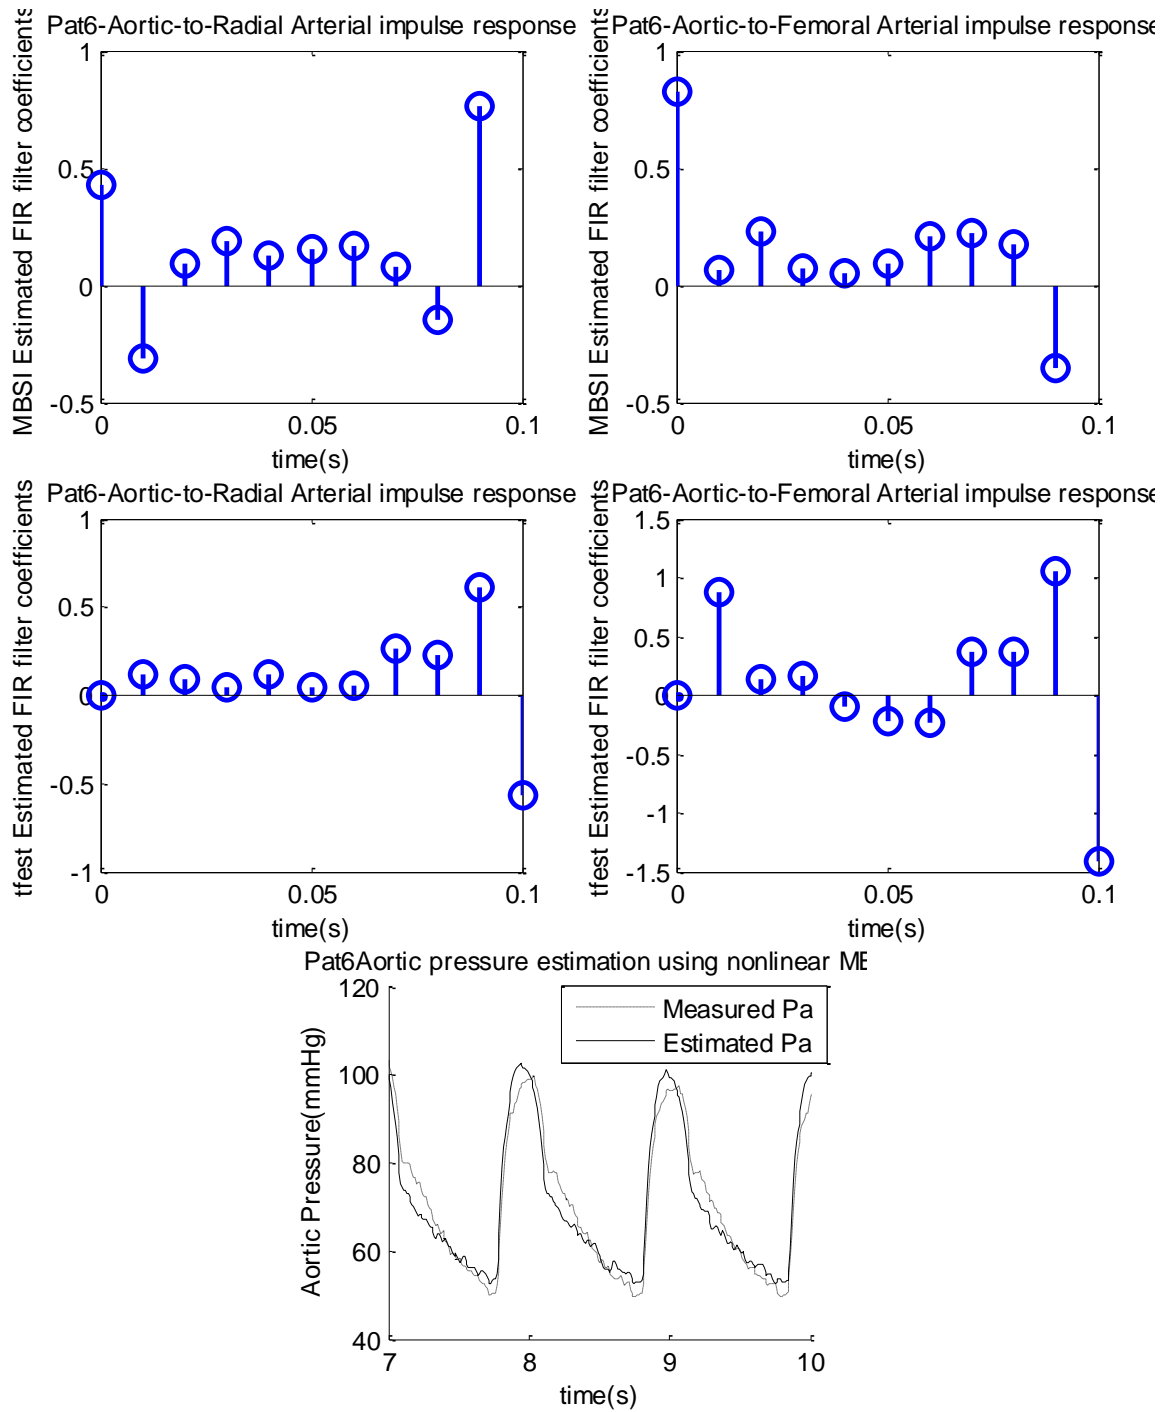 Pat6-Aortic-to-Radial Arterial impulse response
MBSI Estimated FIR filter coefficients
1
0.5
0
-0.5
0
0.05
0.1
time(s)
Pat6-Aortic-to-Femoral Arterial impulse response
MBSI Estimated FIR filter coefficients
1
0.5
0
-0.5
0
0.05
0.1
time(s)
Pat6-Aortic-to-Radial Arterial impulse response
tfest Estimated FIR filter coefficients
1
0.5
0
-0.5
-1
0
0.05
0.1
time(s)
Pat6-Aortic-to-Femoral Arterial impulse response
tfest Estimated FIR filter coefficients
1.5
1
0.5
0
-0.5
-1
-1.5
0
0.05
0.1
time(s)
Pat6Aortic pressure estimation using nonlinear
Aortic Pressure(mmHg)
120
100
80
60
40
Measured Pa
Estimated Pa
7
8
9
10
time(s)